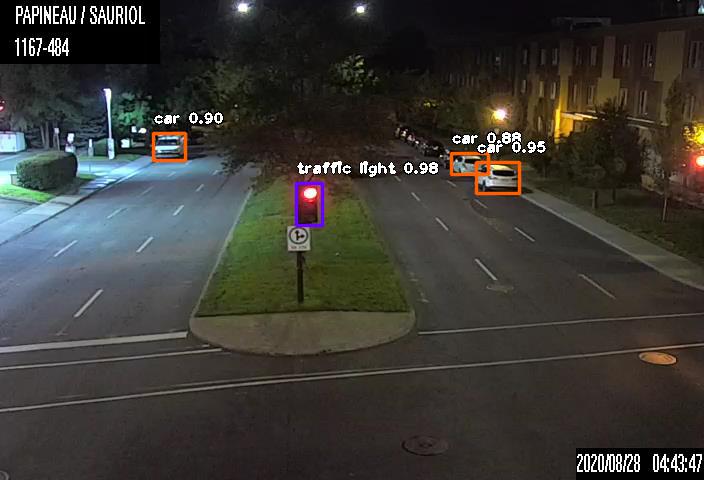 PAPINEAU / SAURIOL
1167-484
car 0.90
car 0.88
car 0.95
traffic light 0.98
2020/08/28 04:43:47